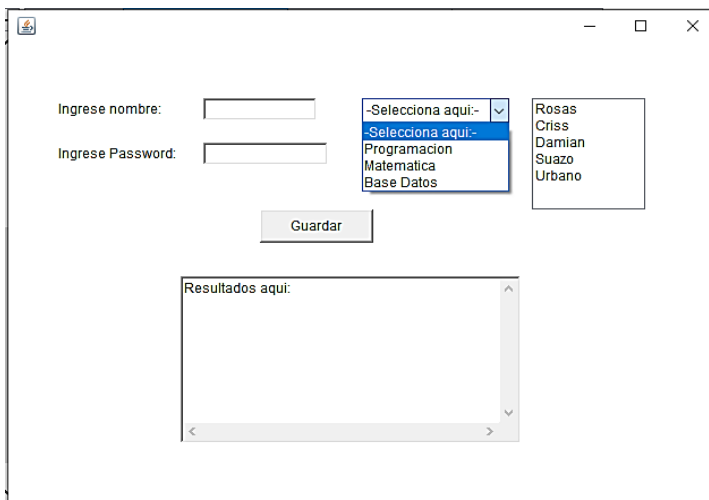 Ingrese nombre:
-Selecciona aqui:-
-Selecciona aqui:-
Programacion
Matematica
Base Datos
Rosas
Criss
Damian
Suazo
Urbano
Ingrese Password:
Guardar
Resultados aqui: